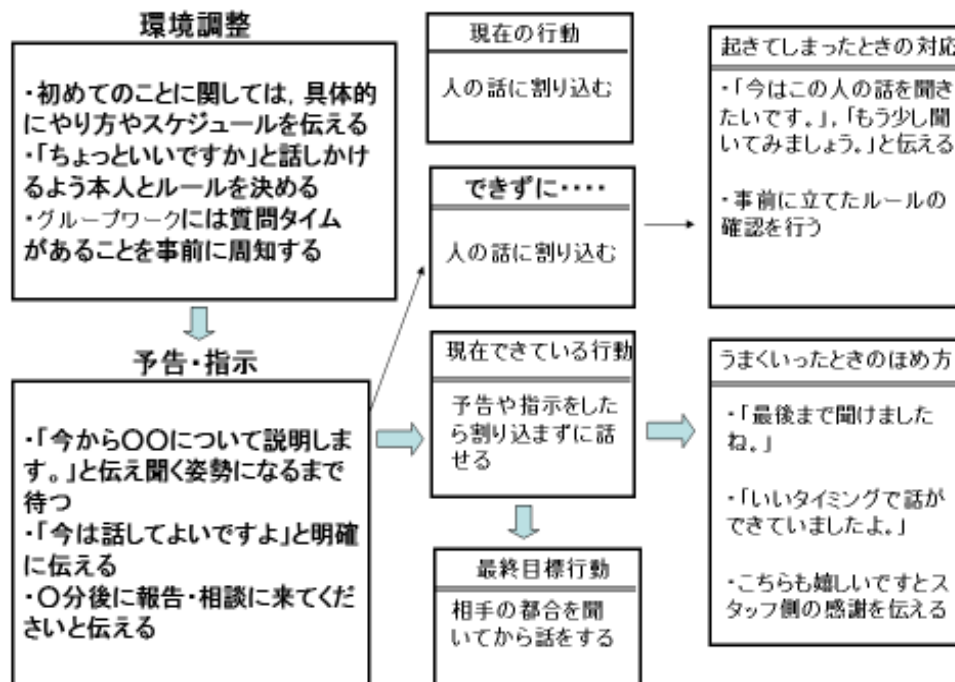 環境調整
・初めてのことに関しては，具体的
にやり方やスケジュールを伝える
・「ちょっといいですか」と話しかけ
るよう本人とルールを決める
・グループワークには質問タイム
があることを事前に周知する
予告・指示
・「今から〇〇について説明しま
す。」と伝え聞く姿勢になるまで
待つ
・「今は話してよいですよ」と明確
に伝える
・〇分後に報告・相談に来てくだ
さいと伝える
現在の行動
人の話に割り込む
できずに・・・・
人の話に割り込む
現在できている行動
予告や指示をした
ら割り込まずに話
せる
最終目標行動
相手の都合を聞
いてから話をする
起きてしまったときの対応
・「今はこの人の話を聞き
たいです。」，「もう少し聞
いてみましょう。」と伝える
・事前に立てたルールの
確認を行う
うまくいったときのほめ方
・「最後まで聞けました
ね。」
・「いいタイミングで話が
できていましたよ。」
・こちらも嬉しいですとス
タッフ側の感謝を伝える